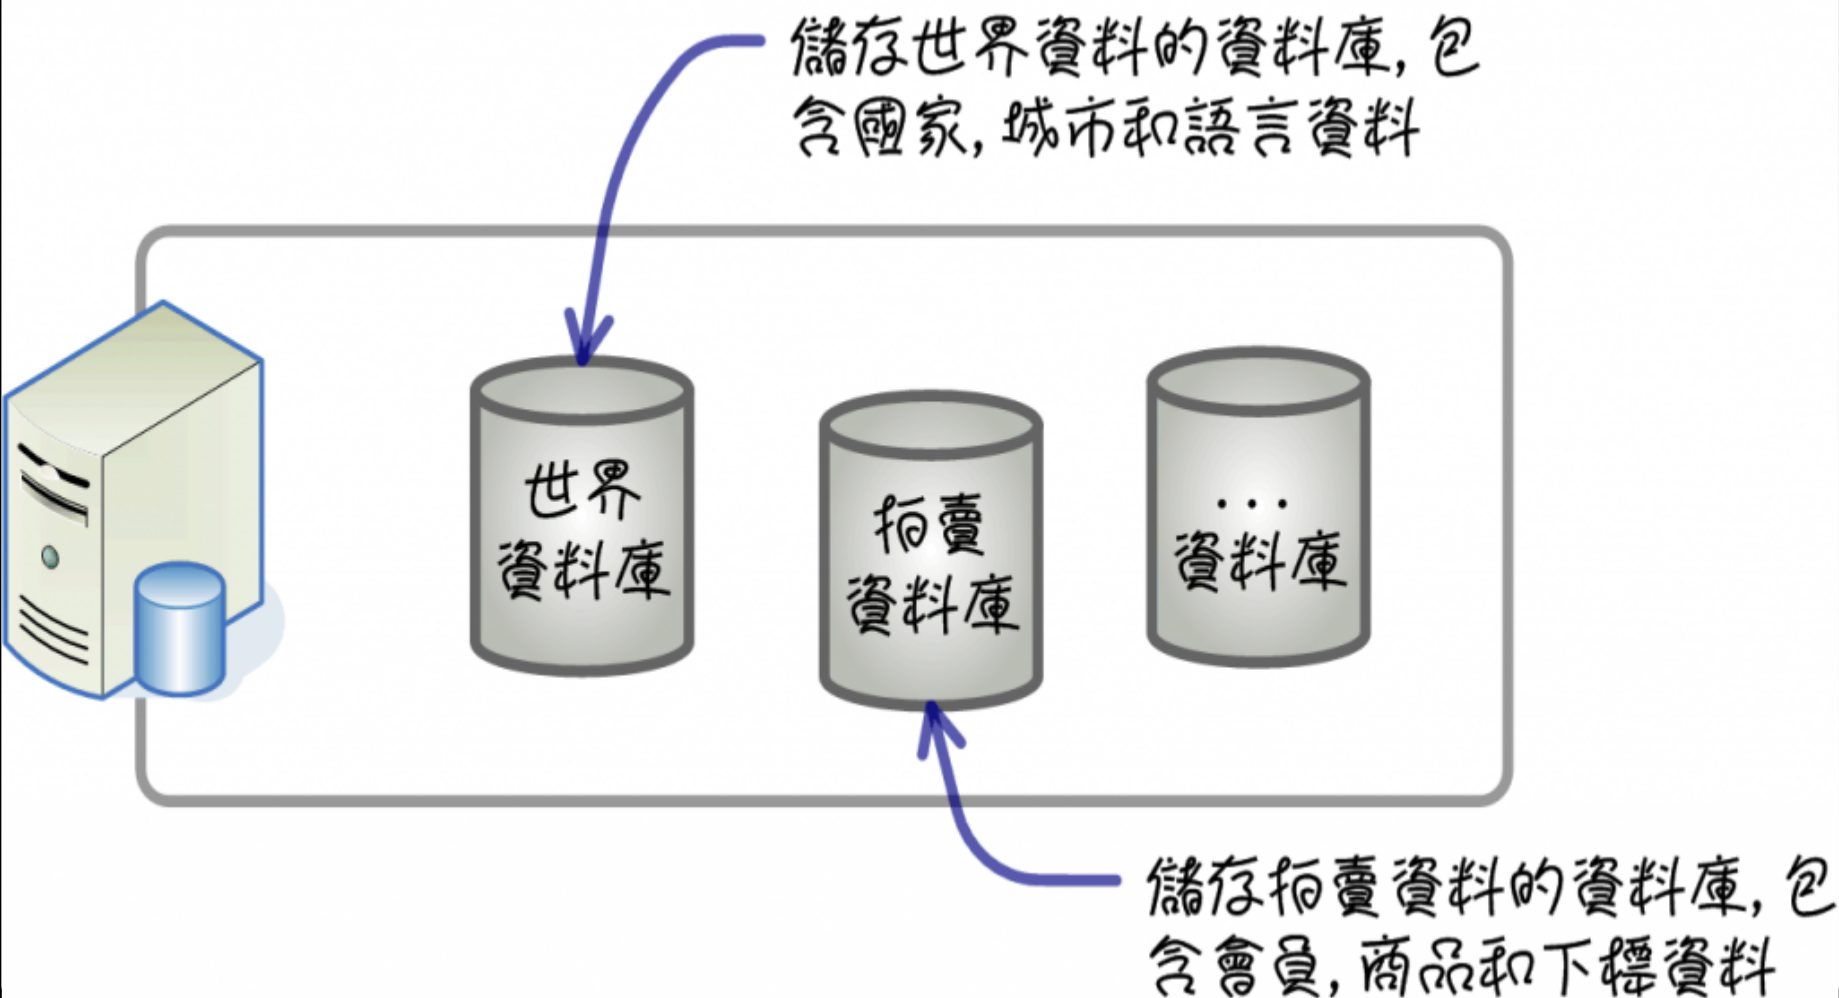 儲存世界資料的資料庫, 包
含國家, 城市和語言資料
世界
資料庫
拍賣
資料庫
...
資料庫
儲存拍賣資料的資料庫, 包
含會員, 商品和下標資料